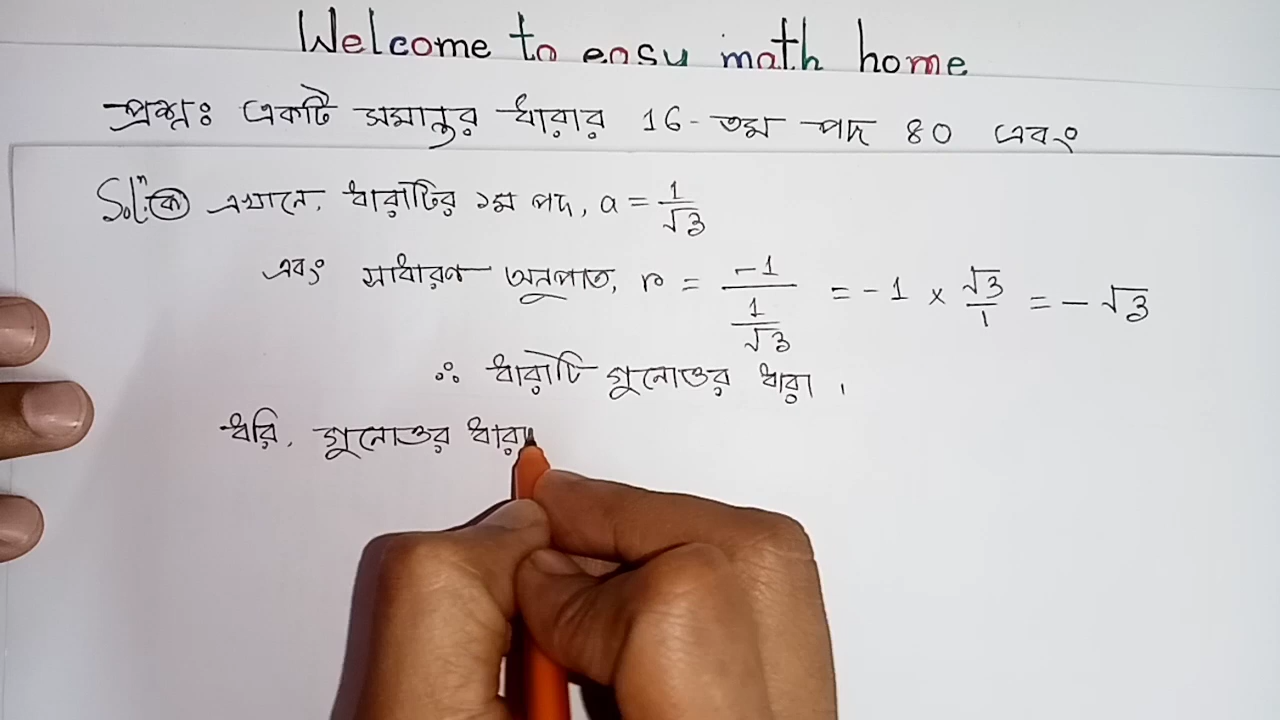 Welcome to easy math home
প্রশ্নঃ একটি সমান্তর ধারার 16-তম পদ 80 এবং
Solⁿ: ক এখানে, ধারাটির ১ম পদ, a = 1/√3
এবং সাধারণ অনুপাত, r = -1/(1/√3) = -1 × √3/1 = -√3
∴ ধারাটি গুনোত্তর ধারা।
ধরি, গুনোত্তর ধারা